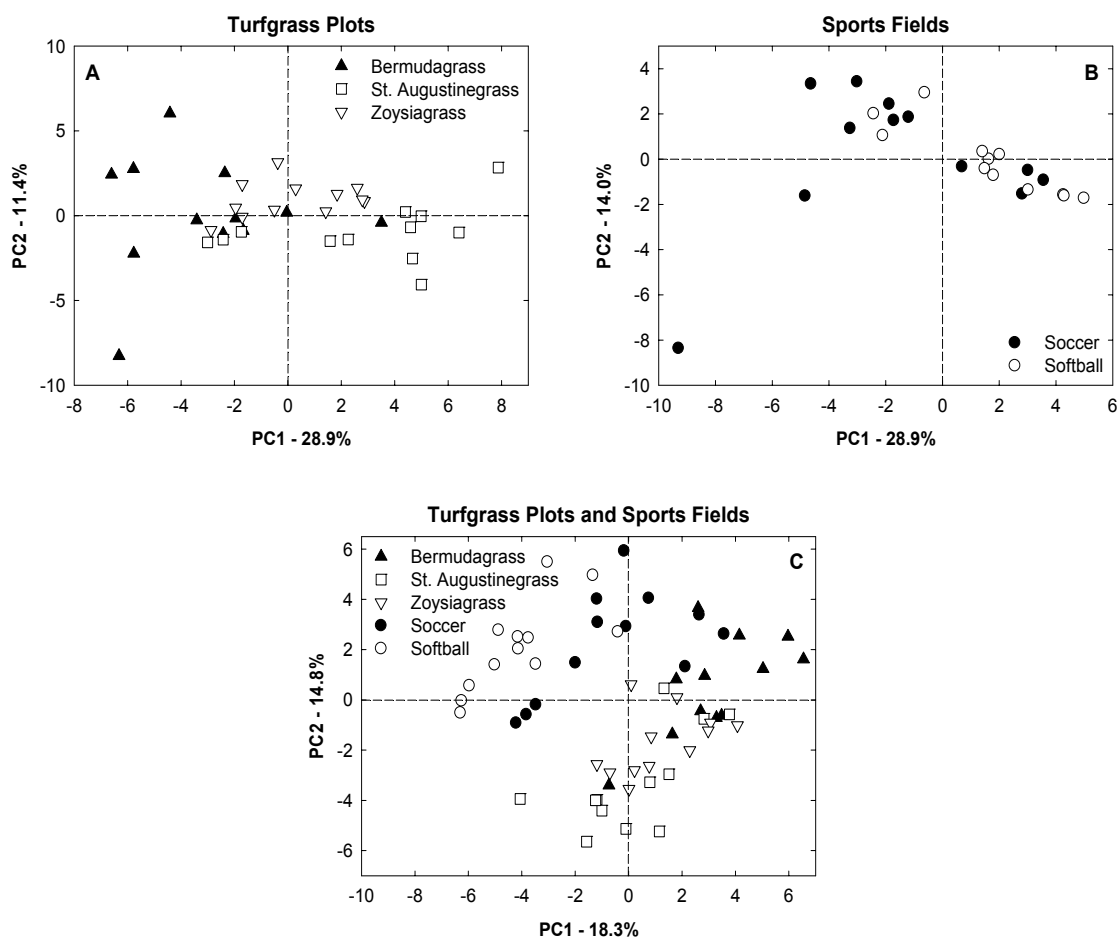 Turfgrass Plots
A
Bermudagrass
St. Augustinegrass
Zoysiagrass
10
5
0
-5
-10
PC2 - 11.4%
-8 -6 -4 -2 0 2 4 6 8
PC1 - 28.9%
Sports Fields
B
4
2
0
-2
-4
-6
-8
-10
PC2 - 14.0%
Soccer
Softball
-10 -8 -6 -4 -2 0 2 4 6
PC1 - 28.9%
Turfgrass Plots and Sports Fields
C
Bermudagrass
St. Augustinegrass
Zoysiagrass
Soccer
Softball
6
4
2
0
-2
-4
-6
PC2 - 14.8%
-10 -8 -6 -4 -2 0 2 4 6
PC1 - 18.3%